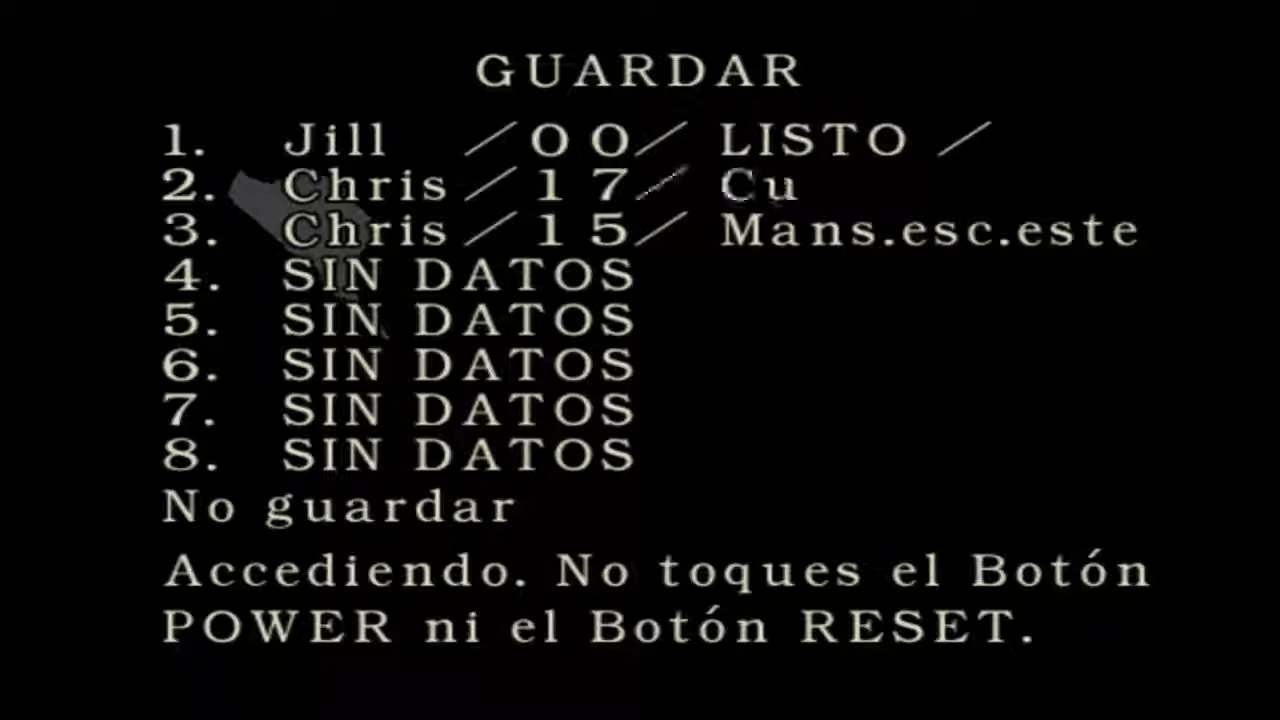 GUARDAR
1. Jill ／00／ LISTO ／
2. Chris／17／ Cu
3. Chris／15／ Mans.esc.este
4. SIN DATOS
5. SIN DATOS
6. SIN DATOS
7. SIN DATOS
8. SIN DATOS
No guardar
Accediendo. No toques el Botón
POWER ni el Botón RESET.